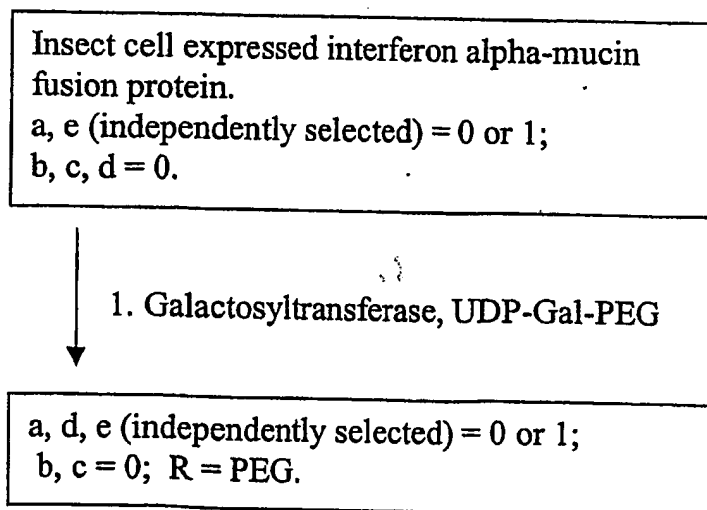 Insect cell expressed interferon alpha-mucin
fusion protein.
a, e (independently selected) = 0 or 1;
b, c, d = 0.
1. Galactosyltransferase, UDP-Gal-PEG
a, d, e (independently selected) = 0 or 1;
b, c = 0; R = PEG.